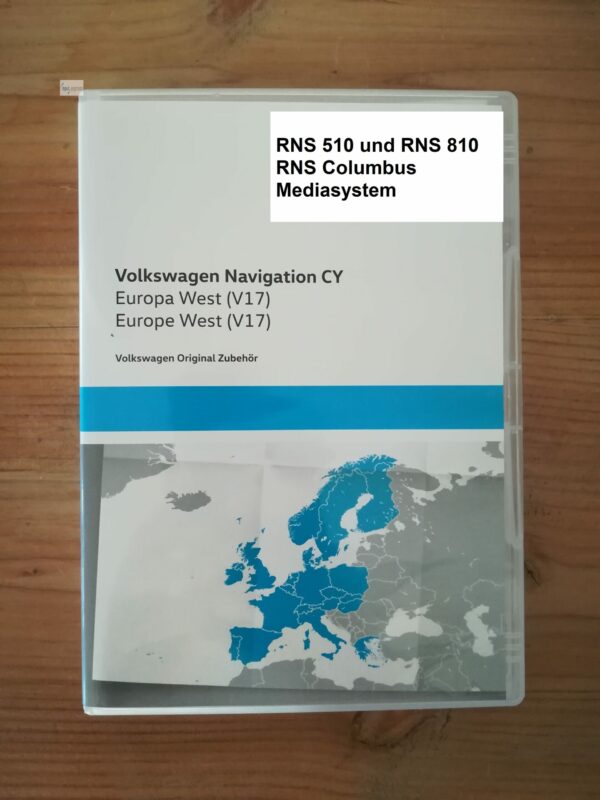 RNS 510 und RNS 810
RNS Columbus
Mediasystem
Volkswagen Navigation CY
Europa West (V17)
Europe West (V17)
Volkswagen Original Zubehör